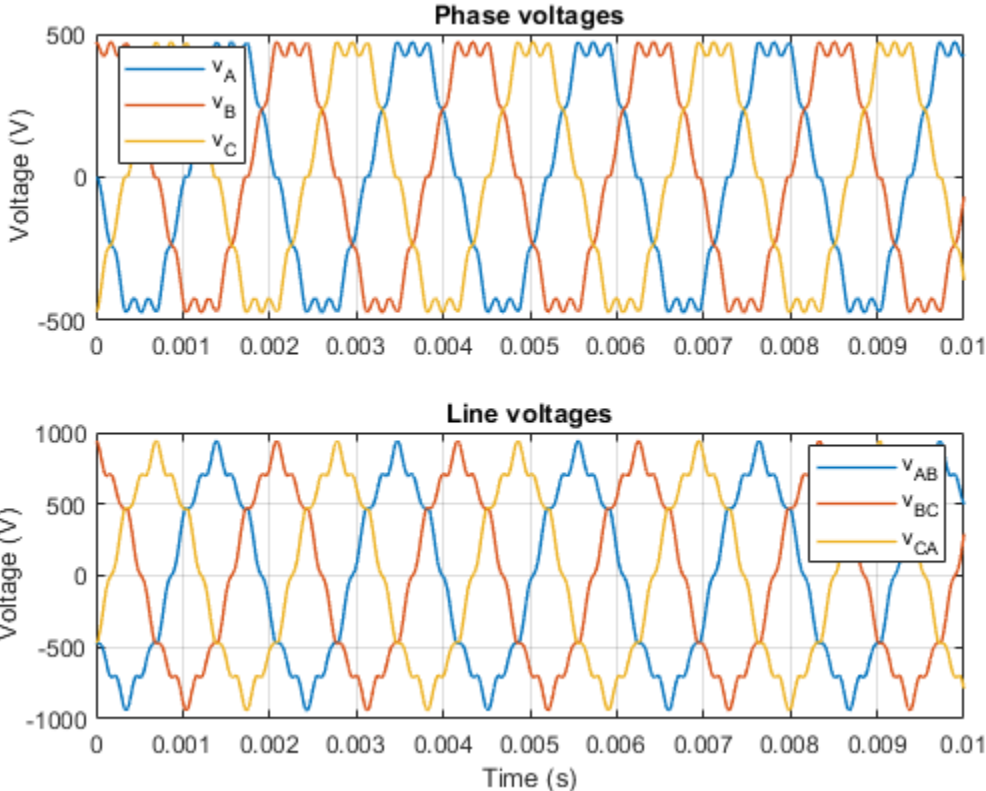 Phase voltages
500
0
-500
Voltage (V)
v_A
v_B
v_C
0 0.001 0.002 0.003 0.004 0.005 0.006 0.007 0.008 0.009 0.01
Line voltages
1000
500
0
-500
-1000
Voltage (V)
v_AB
v_BC
v_CA
0 0.001 0.002 0.003 0.004 0.005 0.006 0.007 0.008 0.009 0.01
Time (s)